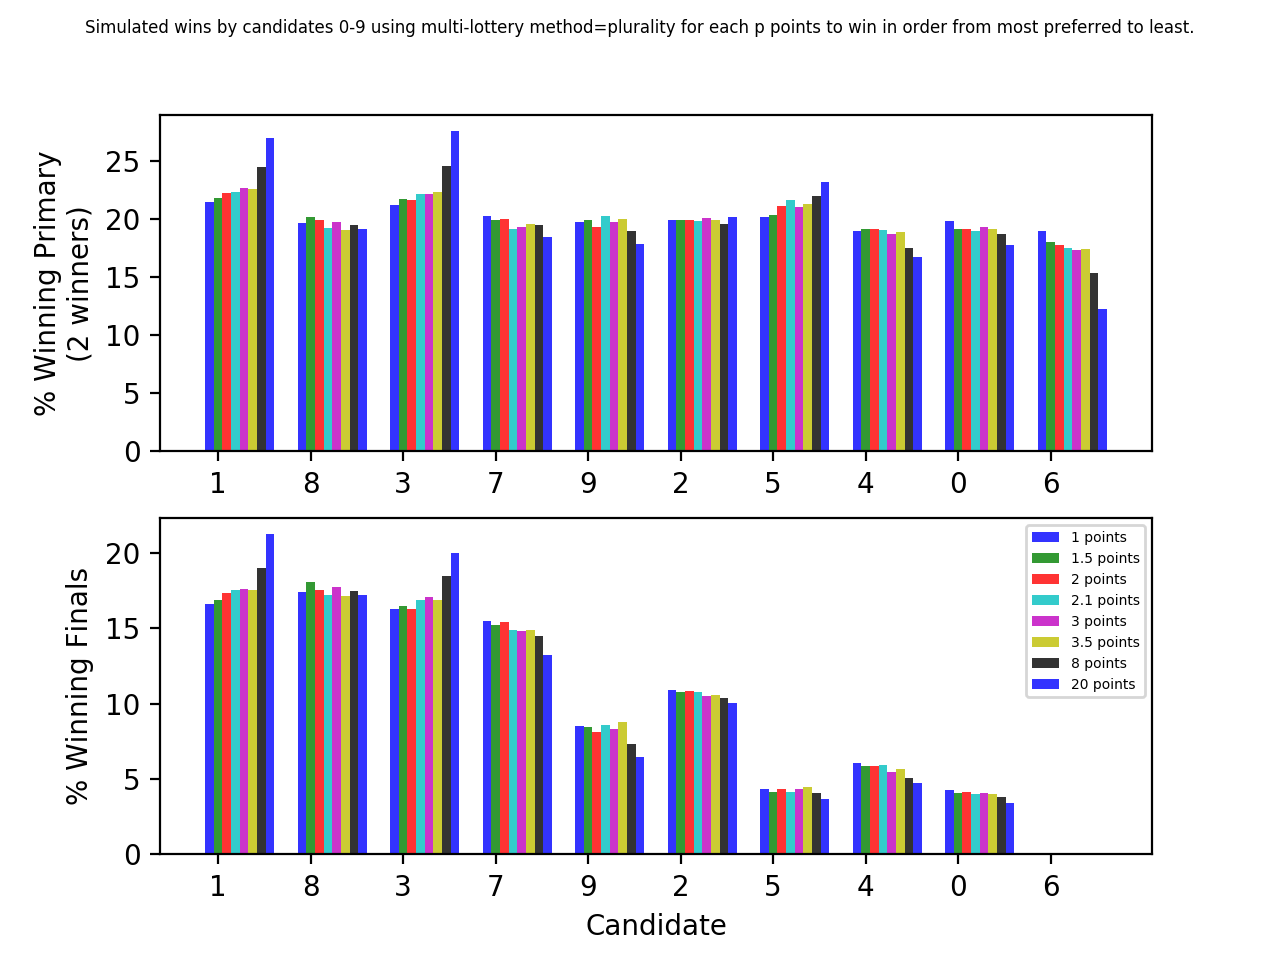 Simulated wins by candidates 0-9 using multi-lottery method=plurality for each p points to win in order from most preferred to least.
% Winning Primary
(2 winners)
25
20
15
10
5
0
1 8 3 7 9 2 5 4 0 6
% Winning Finals
20
15
10
5
0
1 points
1.5 points
2 points
2.1 points
3 points
3.5 points
8 points
20 points
1 8 3 7 9 2 5 4 0 6
Candidate